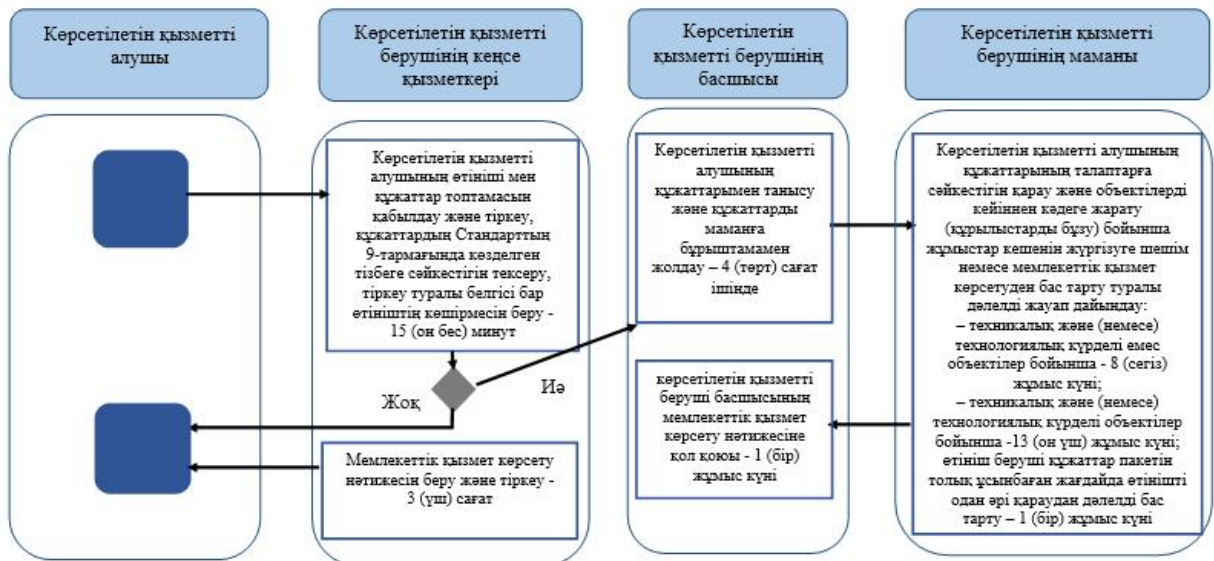 Көрсетілетін қызметті
алушы
Көрсетілетін қызметті
берушінің кеңсе
қызметкері
Көрсетілетін
қызметті берушінің
басшысы
Көрсетілетін қызметті
берушінің маманы
Көрсетілетін қызметті
алушының өтініші мен
құжаттар топтамасын
қабылдау және тіркеу,
құжаттардың Стандарттың
9-тармағында көзделген
тізбеге сәйкестігін тексеру,
тіркеу туралы белгісі бар
өтініштің көшірмесін беру -
15 (он бес) минут
Жоқ
Иә
Мемлекеттік қызмет көрсету
нәтижесін беру және тіркеу -
3 (үш) сағат
Көрсетілетін қызметті
алушының
құжаттарымен танысу
және құжаттарды
маманға
бұрыштамамен
жолдау – 4 (төрт) сағат
ішінде
көрсетілетін қызметті
беруші басшысының
мемлекеттік қызмет
көрсету нәтижесіне
қол қоюы - 1 (бір)
жұмыс күні
Көрсетілетін қызметті алушының
құжаттарының талаптарға
сәйкестігін қарау және объектілерді
кейіннен кәдеге жарату
(құрылыстарды бұзу) бойынша
жұмыстар кешенін жүргізуге шешім
немесе мемлекеттік қызмет
көрсетуден бас тарту туралы
дәлелді жауап дайындау:
– техникалық және (немесе)
технологиялық күрделі емес
объектілер бойынша - 8 (сегіз)
жұмыс күні;
– техникалық және (немесе)
технологиялық күрделі объектілер
бойынша -13 (он үш) жұмыс күні;
өтініш беруші құжаттар пакетін
толық ұсынбаған жағдайда өтінішті
одан әрі қараудан дәлелді бас
тарту – 1 (бір) жұмыс күні